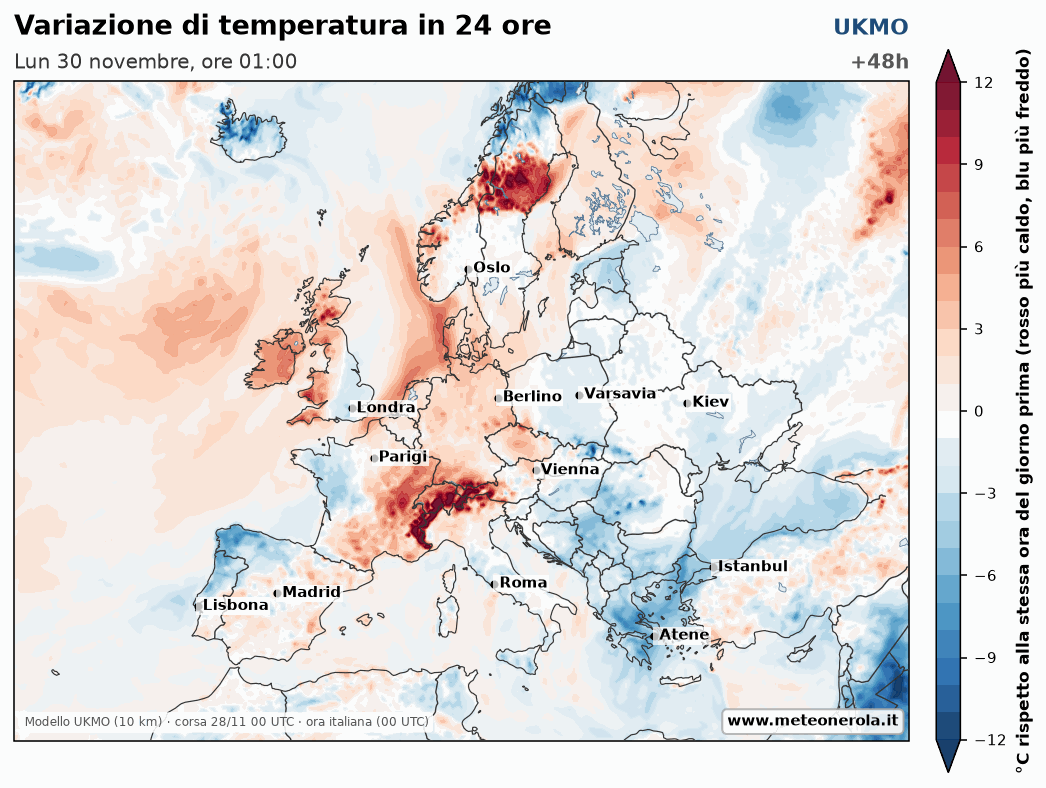 Variazione di temperatura in 24 ore
UKMO
Lun 30 novembre, ore 01:00
+48h
Oslo
Londra
Berlino
Varsavia
Kiev
Parigi
Vienna
Istanbul
Roma
Madrid
Lisbona
Atene
Modello UKMO (10 km) · corsa 28/11 00 UTC · ora italiana (00 UTC)
www.meteonerola.it
12
9
6
3
0
−3
−6
−9
−12
°C rispetto alla stessa ora del giorno prima (rosso più caldo, blu più freddo)